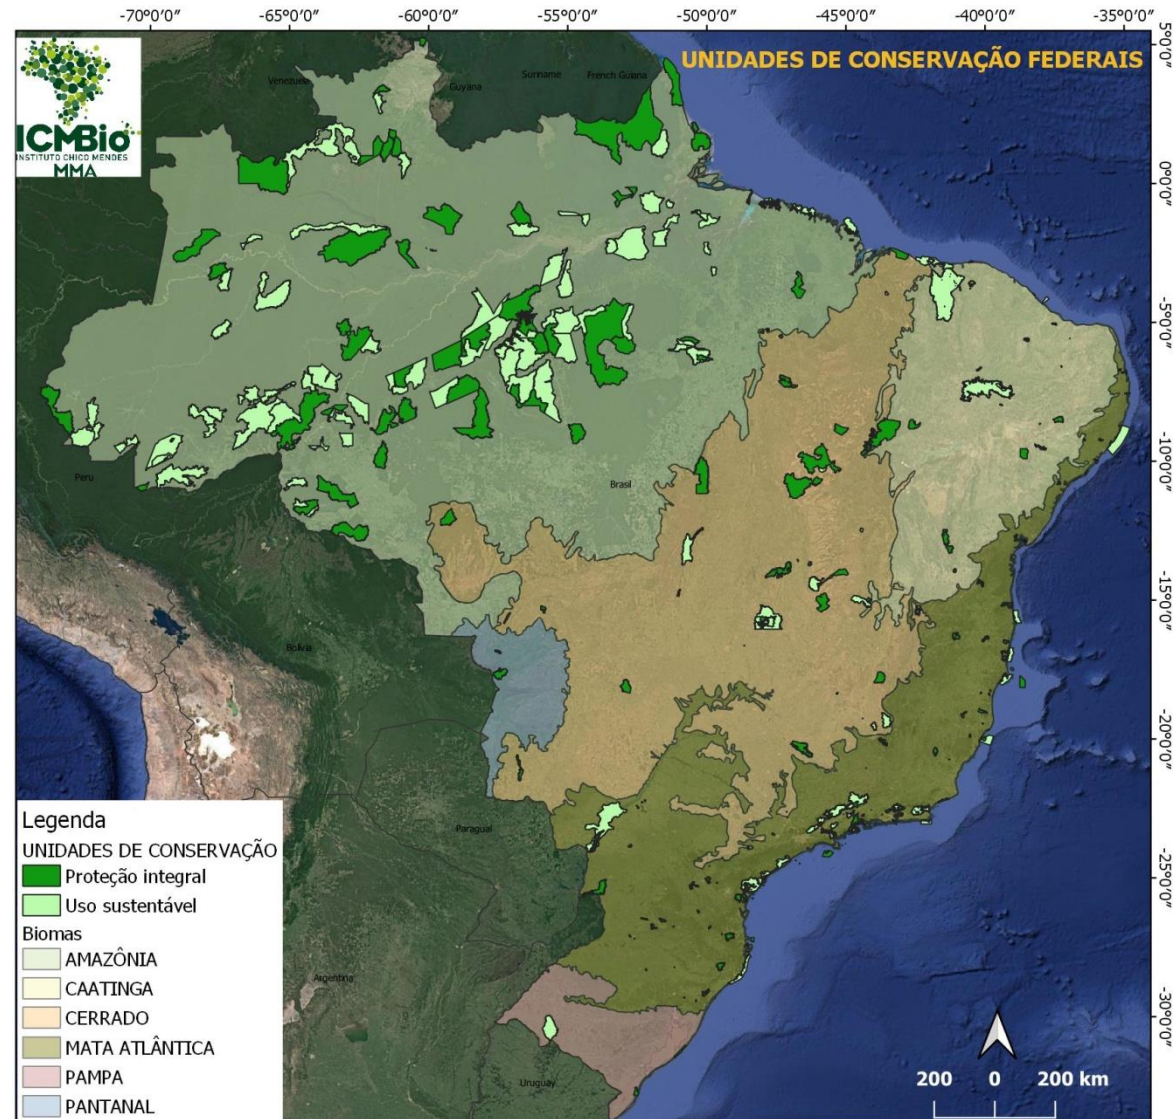 -70°0'0" -65°0'0" -60°0'0" -55°0'0" -50°0'0" -45°0'0" -40°0'0" -35°0'0"
ICMBio
INSTITUTO CHICO MENDES
MMA
UNIDADES DE CONSERVAÇÃO FEDERAIS
5°0'0"
0°0'0"
-5°0'0"
-10°0'0"
-15°0'0"
-20°0'0"
-25°0'0"
-30°0'0"
Venezuela
Guyana
Suriname
French Guiana
Peru
Brasil
Bolivia
Paraguai
Argentina
Uruguay
Legenda
UNIDADES DE CONSERVAÇÃO
Proteção integral
Uso sustentável
Biomas
AMAZÔNIA
CAATINGA
CERRADO
MATA ATLÂNTICA
PAMPA
PANTANAL
200 0 200 km